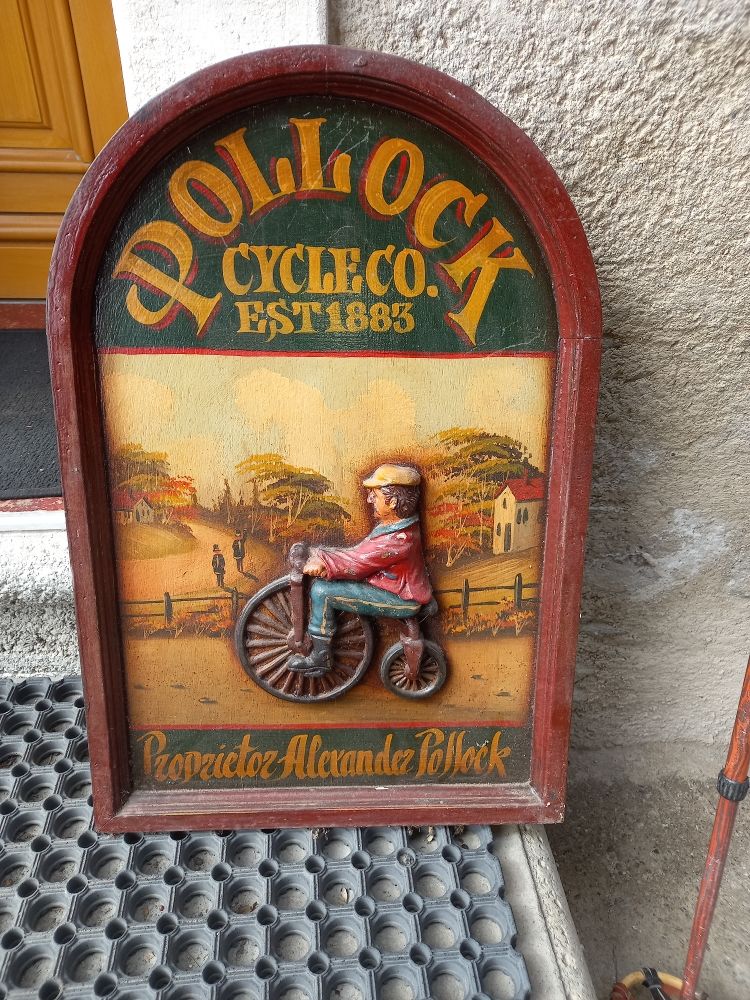 POLLOCK
CYCLE CO.
EST 1883
Proprietor Alexander Pollock